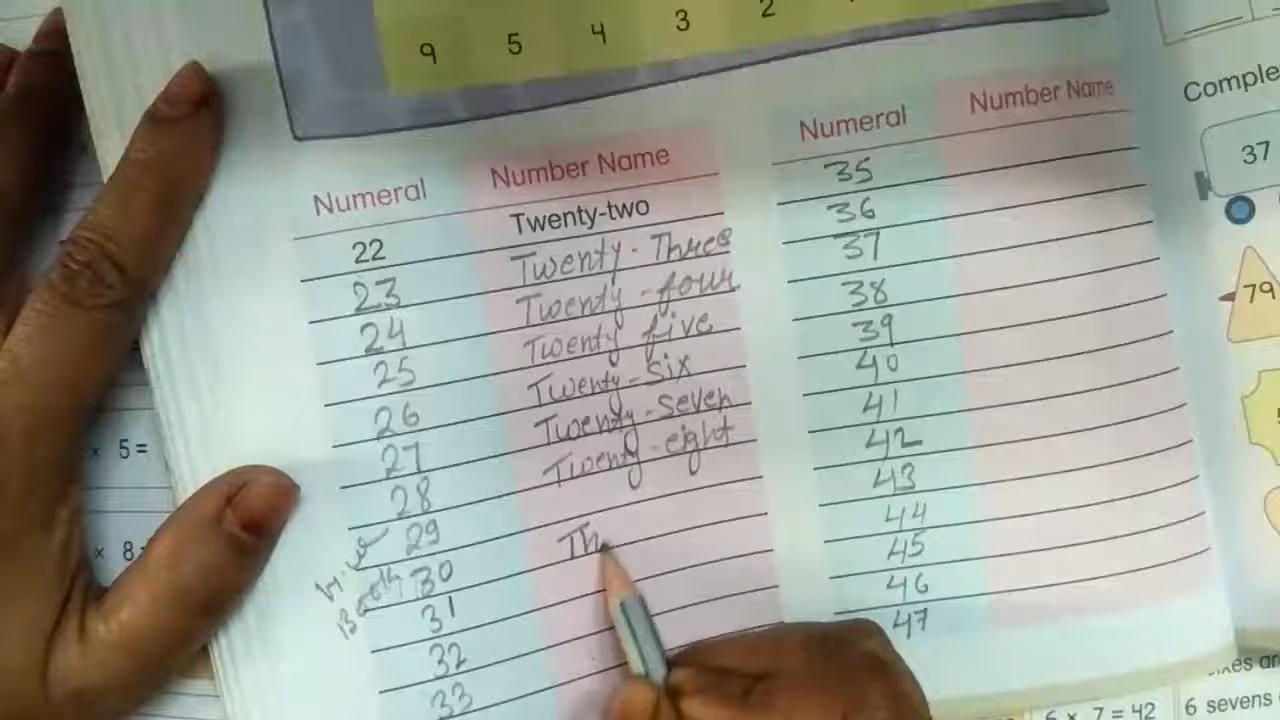 9 5 4 3 2
Numeral Number Name
22 Twenty-two
23 Twenty-Threes
24 Twenty-four
25 Twenty five
26 Twenty-six
27 Twenty-seven
28 Twenty-eight
29
30 Th
31
32
33
Numeral Number Name
35
36
37
38
39
40
41
42
43
44
45
46
47
Comple
37
79
× 5 =
× 8
6 × 7 = 42
6 sevens